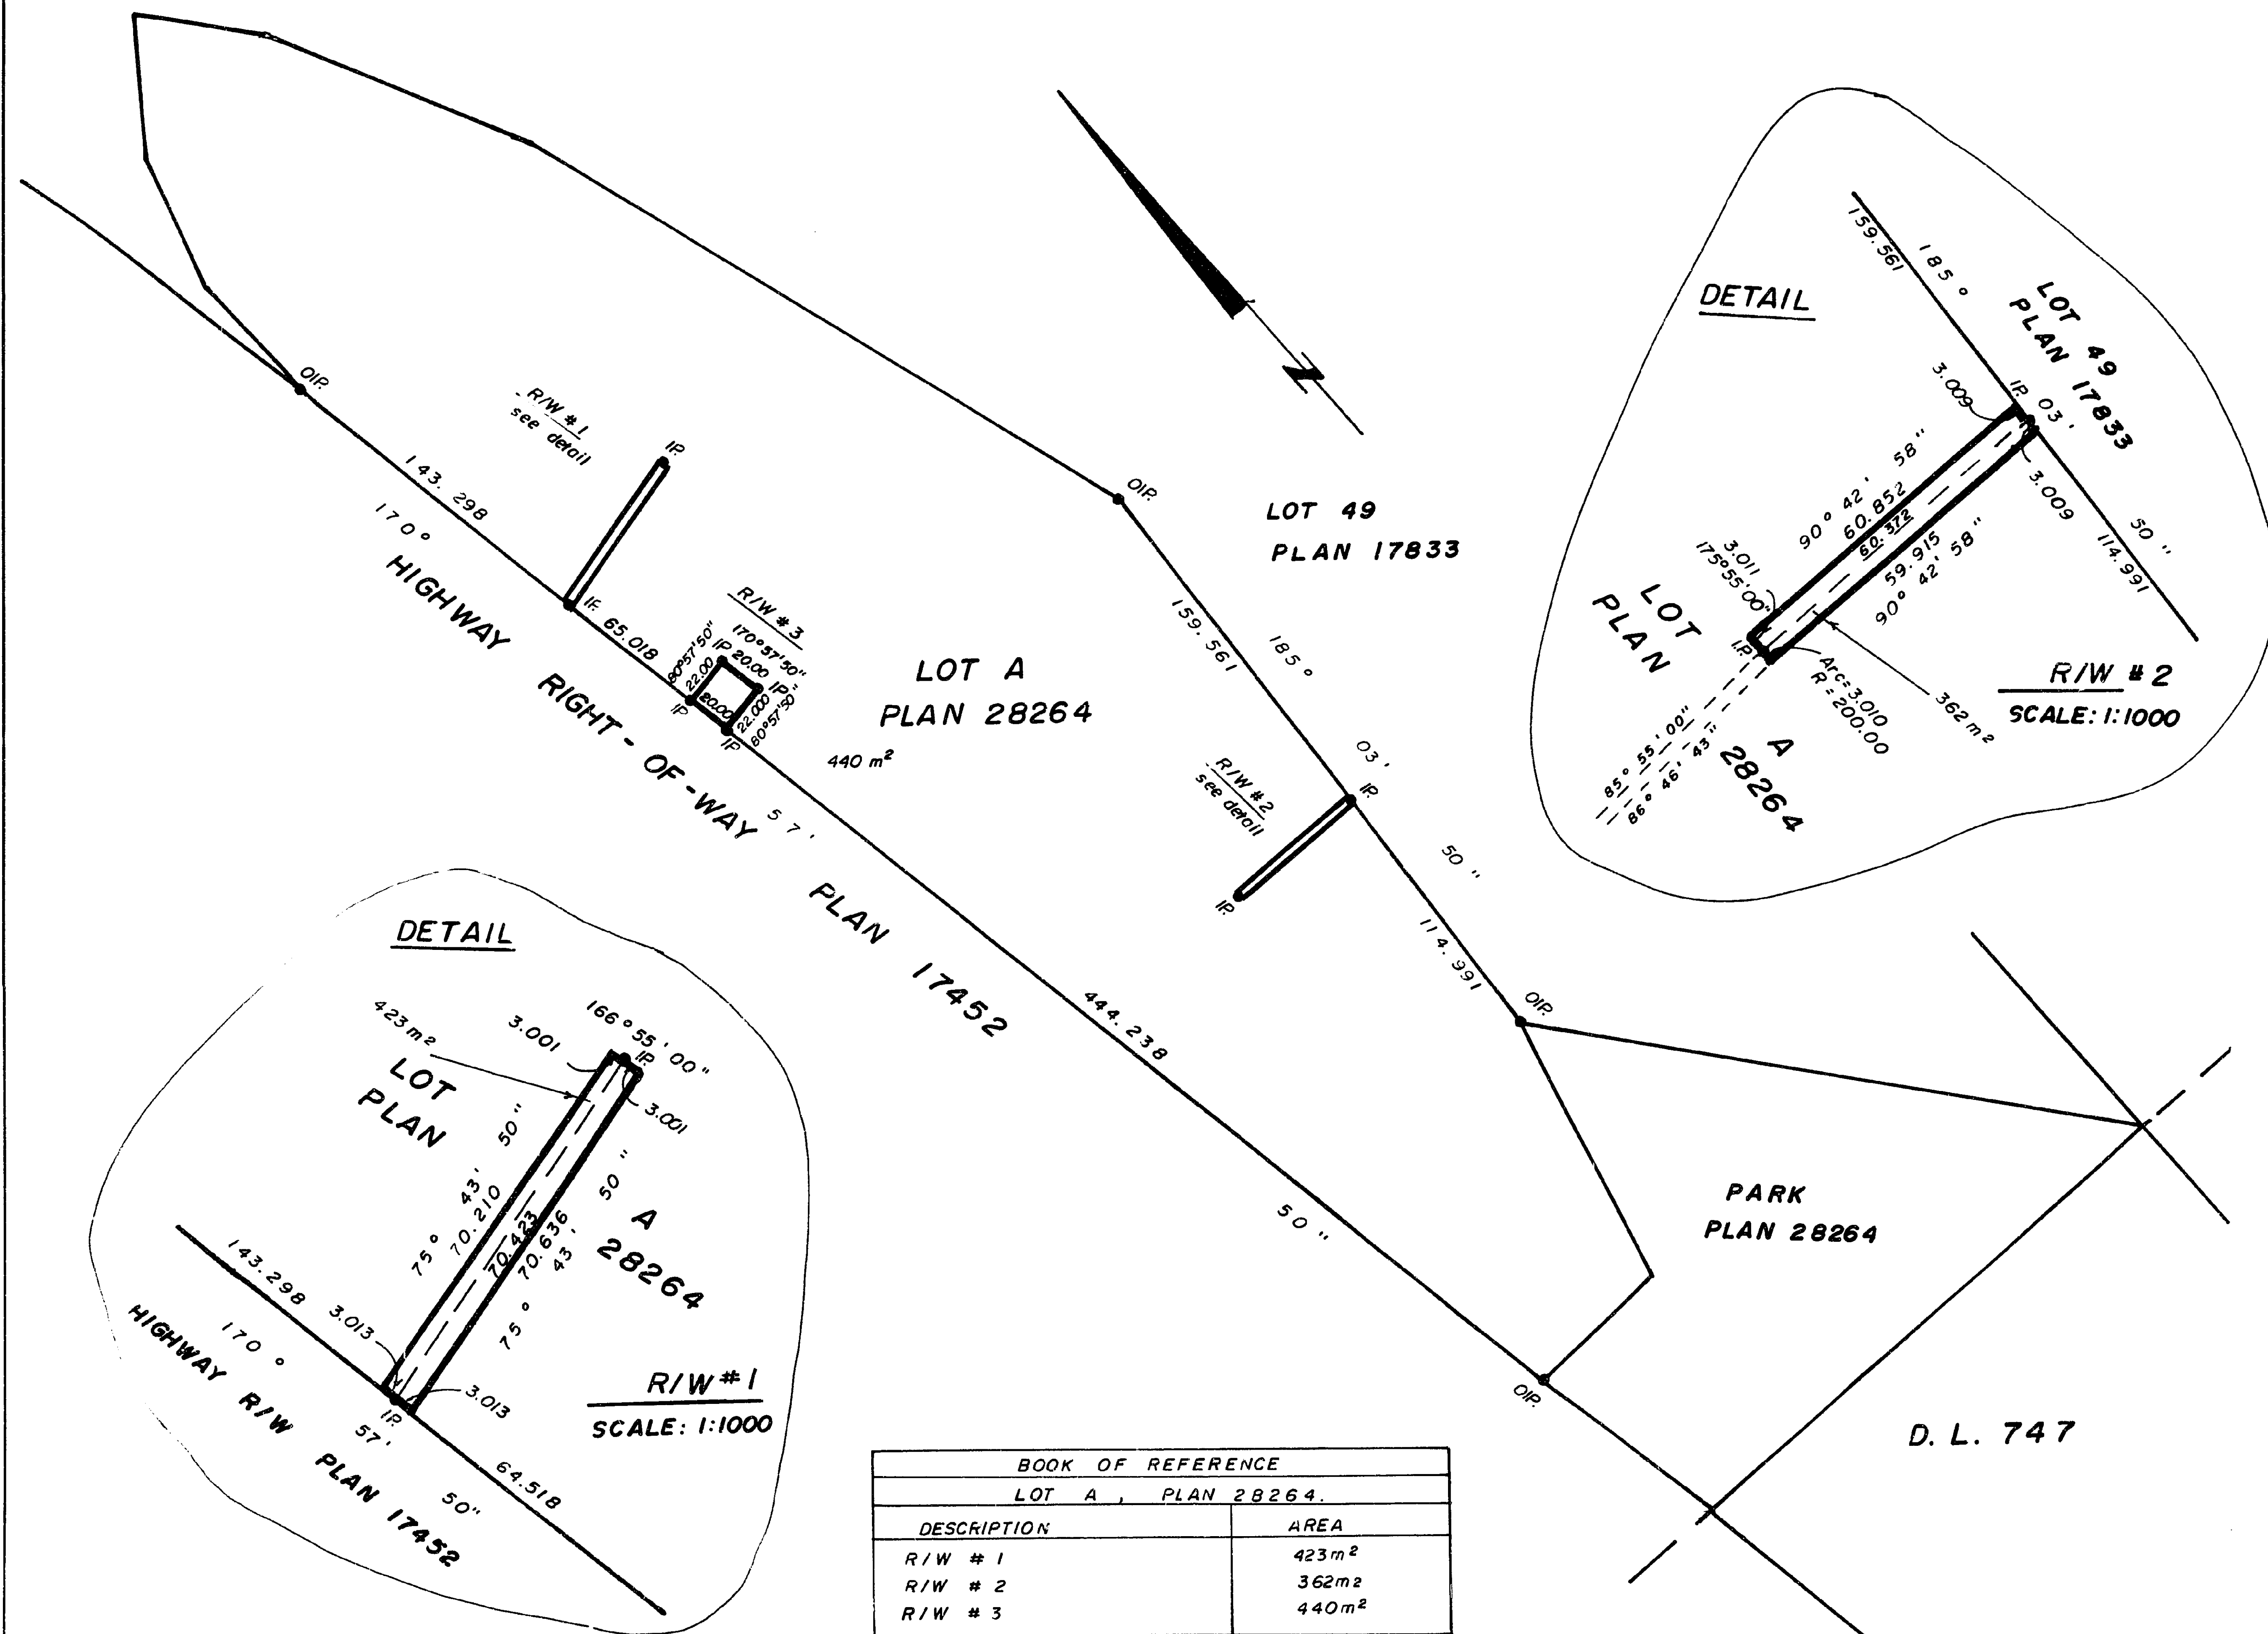 OIP.
143.298
170°
R/W #1
see detail
IP.
IP.
65.018
HIGHWAY RIGHT-OF-WAY PLAN 17452
57'
50"
444.238
R/W #3
170°57'50"
IP 20.00 IP
80°57'50"
22.00
20.00
22.000
80°57'50"
IP
IP
440 m²
LOT A
PLAN 28264
OIP.
LOT 49
PLAN 17833
159.561
185°
03'
50"
IP.
R/W #2
see detail
IP.
114.991
OIP.
OIP.
PARK
PLAN 28264
D. L. 747
N
DETAIL
159.561
185°
LOT 49
PLAN 17833
3.009
IP.
03'
90° 42' 58"
60.852
60.372
59.915
90° 42' 58"
3.009
50"
114.991
3.011
175°55'00"
LOT A
PLAN 28264
I.P.
Arc=3.010
R=200.00
362 m²
85° 55' 00"
86° 46' 43"
R/W #2
SCALE: 1:1000
DETAIL
423 m²
3.001
166° 55' 00"
IP.
LOT A
PLAN 28264
3.001
75° 43' 50"
70.210
70.423
70.636
75° 43' 50"
143.298
3.013
170°
HIGHWAY R/W PLAN 17452
3.013
IP.
57'
50"
64.518
R/W #1
SCALE: 1:1000
BOOK OF REFERENCE
LOT A, PLAN 28264.
DESCRIPTION AREA
R/W # 1 423m²
R/W # 2 362m2
R/W # 3 440m²